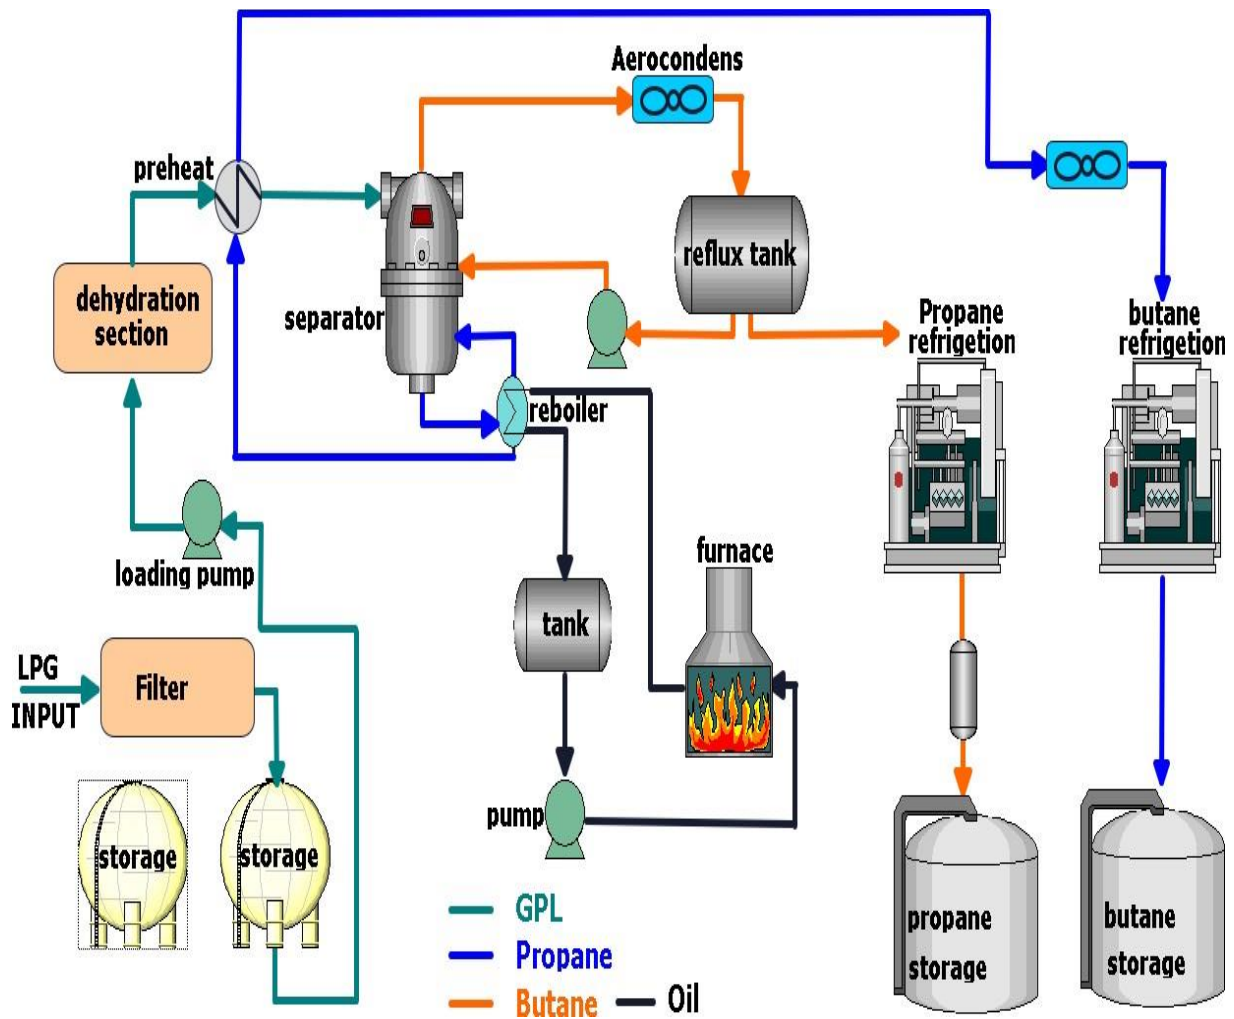 Aerocondens
preheat
reflux tank
dehydration
section
separator
Propane
refrigetion
butane
refrigetion
reboiler
loading pump
furnace
tank
LPG
INPUT
Filter
pump
storage
storage
GPL
Propane
Butane
Oil
propane
storage
butane
storage